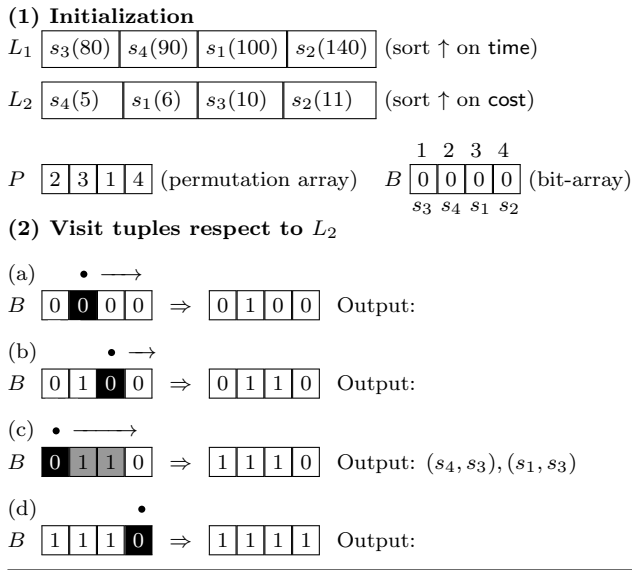 (1) Initialization
L1 s3(80) s4(90) s1(100) s2(140) (sort ↑ on time)
L2 s4(5) s1(6) s3(10) s2(11) (sort ↑ on cost)
1 2 3 4
P 2 3 1 4 (permutation array) B 0 0 0 0 (bit-array)
s3 s4 s1 s2
(2) Visit tuples respect to L2
(a) • →
B 0 0 0 0 ⇒ 0 1 0 0 Output:
(b) • →
B 0 1 0 0 ⇒ 0 1 1 0 Output:
(c) • →
B 0 1 1 0 ⇒ 1 1 1 0 Output: (s4, s3), (s1, s3)
(d) •
B 1 1 1 0 ⇒ 1 1 1 1 Output: